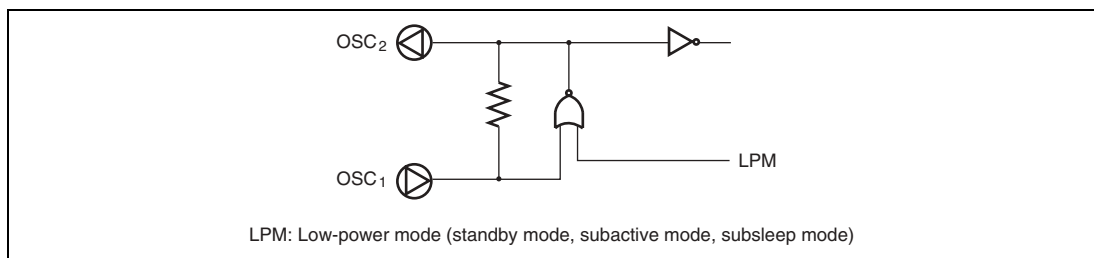 OSC2
LPM
OSC1
LPM: Low-power mode (standby mode, subactive mode, subsleep mode)